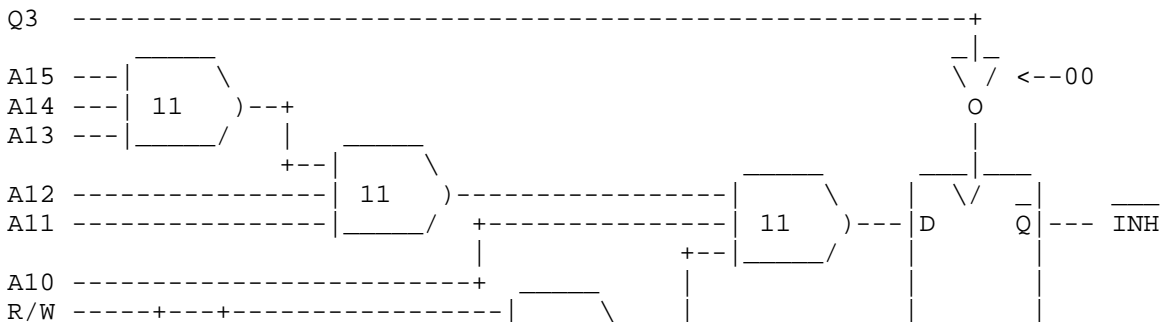 Q3
A15
<--00
A14 11
A13
A12 11
A11 11 D Q INH
A10
R/W